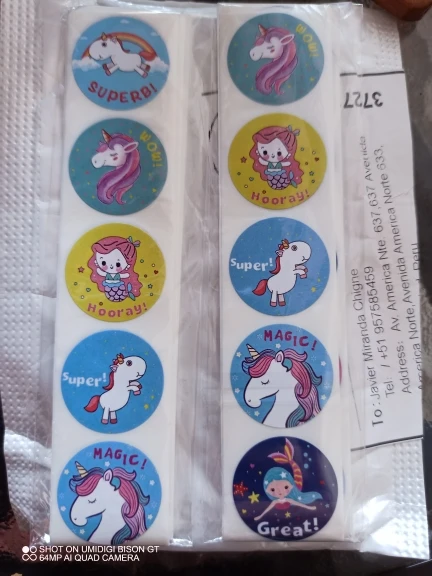 SUPERB!
WOW!
Hooray!
Super!
MAGIC!
WOW!
Hooray!
Super!
MAGIC!
Great!
3727
To: Javier Miranda Chigne
Tel: / +51 957585459
Address: Av America Nte. 637, 637 Avenida
America Norte, Avenida America Norte 633,
Peru
SHOT ON UMIDIGI BISON GT
64MP AI QUAD CAMERA